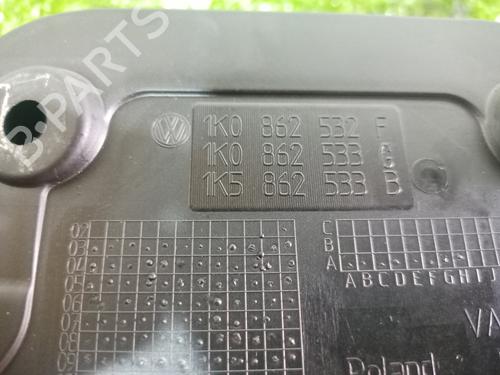 B-PARTS
1K0 862 532 F
1K0 862 533
1K5 862 533 B
02
03
04
05
06
07
08
09
C
B
A
ABCDEFGHI
VA
Poland